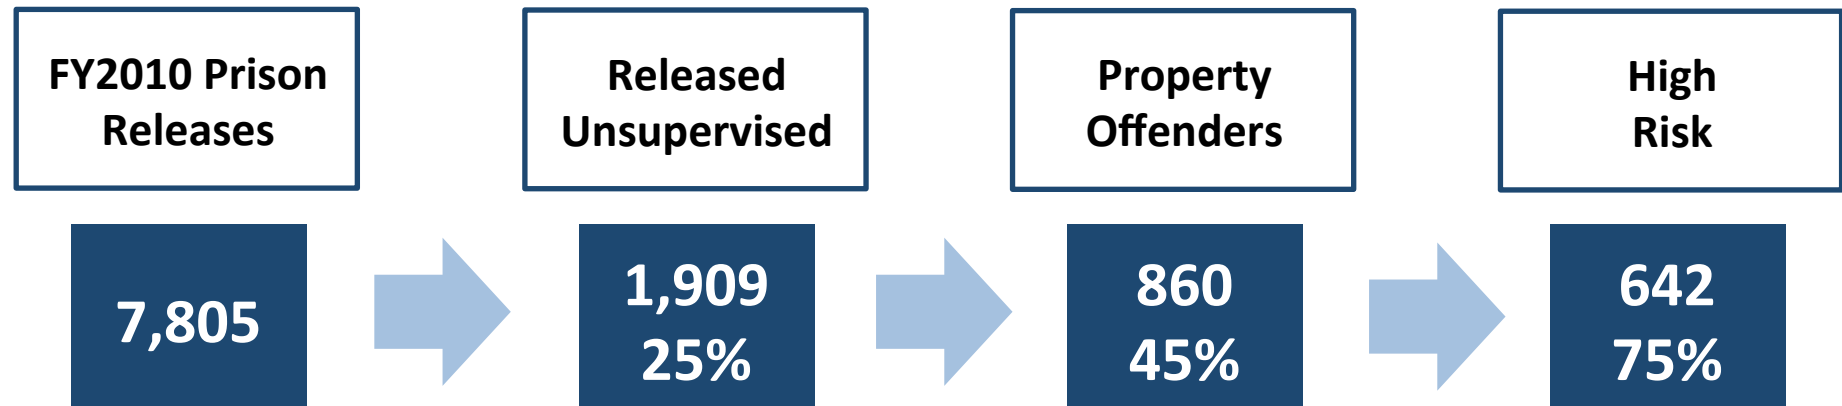 FY2010 Prison
Releases
Released
Unsupervised
Property
Offenders
High
Risk
7,805
1,909
25%
860
45%
642
75%